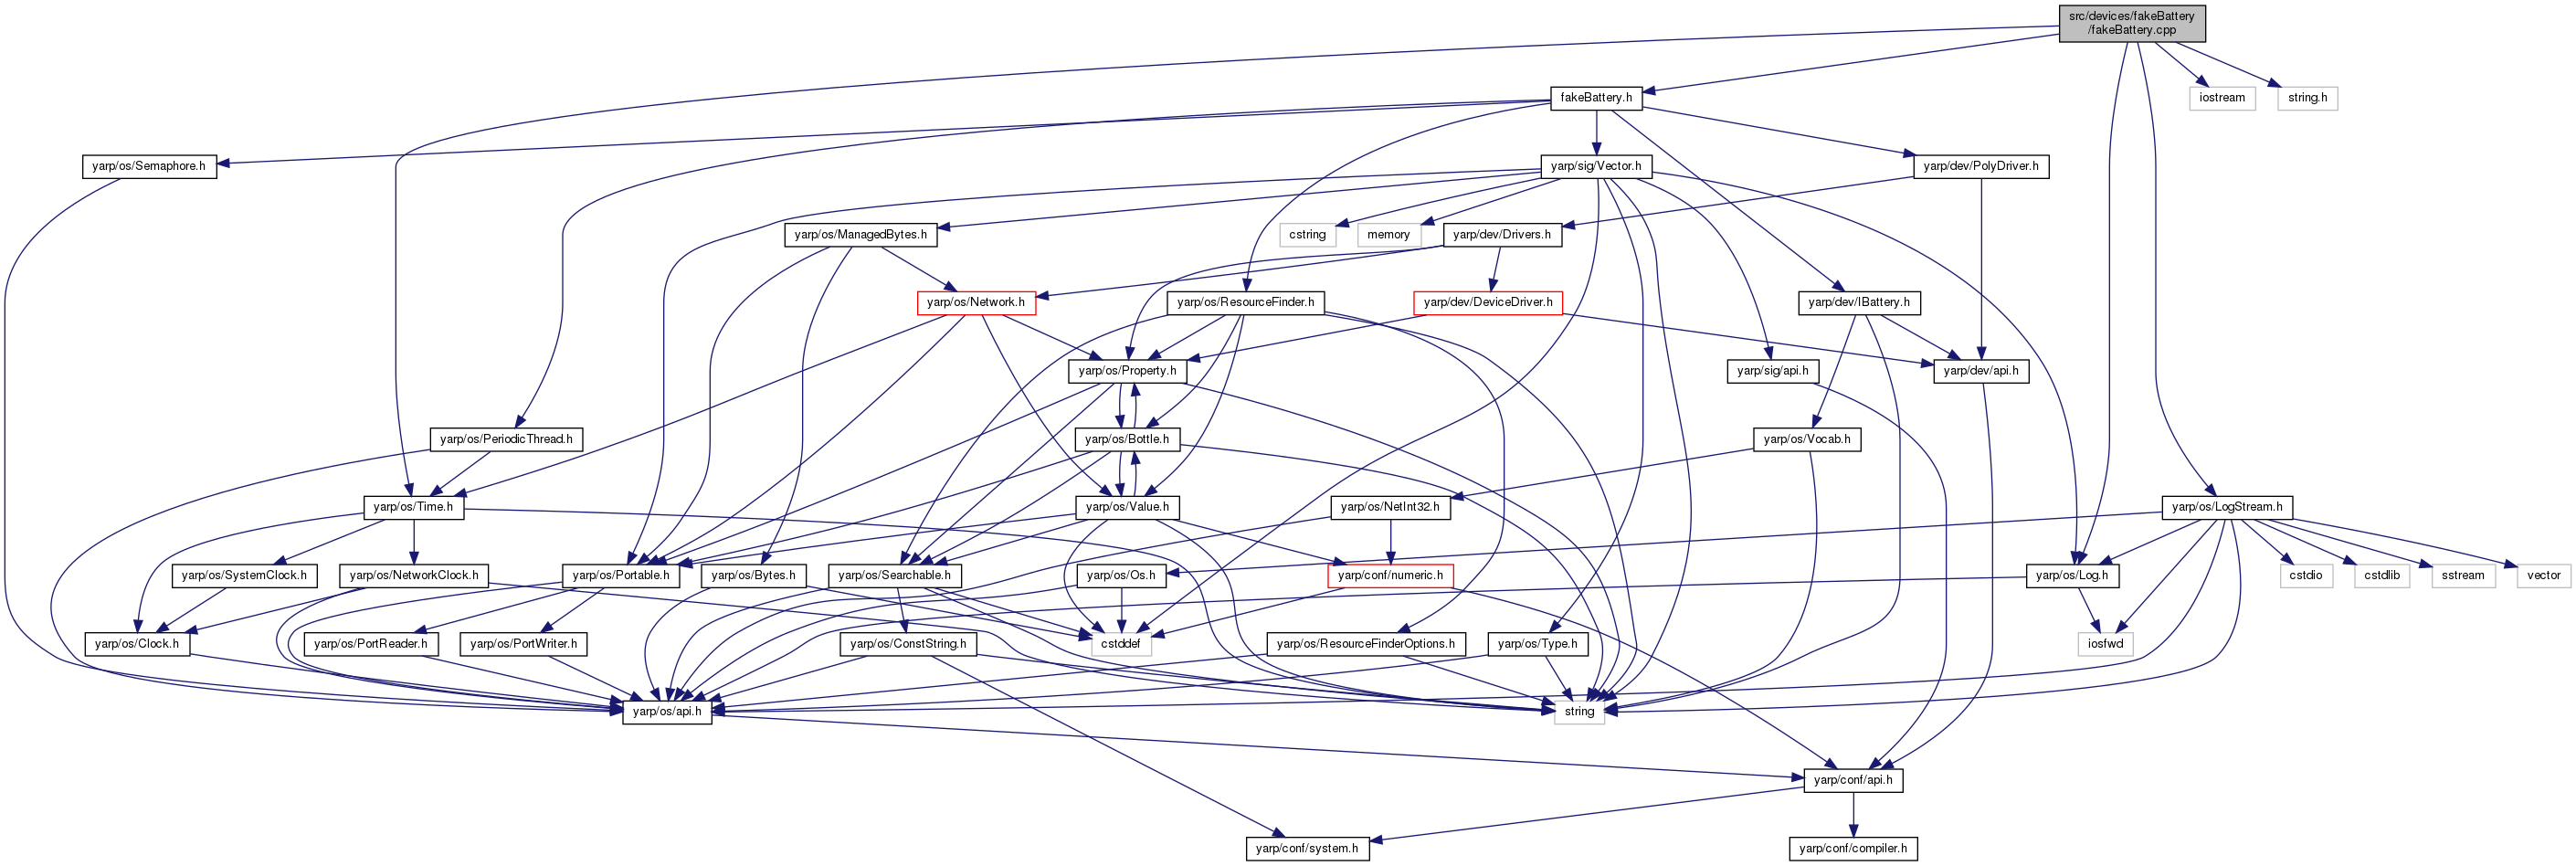 src/devices/fakeBattery
/fakeBattery.cpp
fakeBattery.h
iostream
string.h
yarp/os/Semaphore.h
yarp/sig/Vector.h
yarp/dev/PolyDriver.h
yarp/os/ManagedBytes.h
cstring
memory
yarp/dev/Drivers.h
yarp/os/Network.h
yarp/os/ResourceFinder.h
yarp/dev/DeviceDriver.h
yarp/dev/IBattery.h
yarp/os/Property.h
yarp/sig/api.h
yarp/dev/api.h
yarp/os/PeriodicThread.h
yarp/os/Bottle.h
yarp/os/Vocab.h
yarp/os/Time.h
yarp/os/Value.h
yarp/os/NetInt32.h
yarp/os/LogStream.h
yarp/os/SystemClock.h
yarp/os/NetworkClock.h
yarp/os/Portable.h
yarp/os/Bytes.h
yarp/os/Searchable.h
yarp/os/Os.h
yarp/conf/numeric.h
yarp/os/Log.h
cstdio
cstdlib
sstream
vector
yarp/os/Clock.h
yarp/os/PortReader.h
yarp/os/PortWriter.h
yarp/os/ConstString.h
cstddef
yarp/os/ResourceFinderOptions.h
yarp/os/Type.h
iosfwd
yarp/os/api.h
string
yarp/conf/api.h
yarp/conf/system.h
yarp/conf/compiler.h